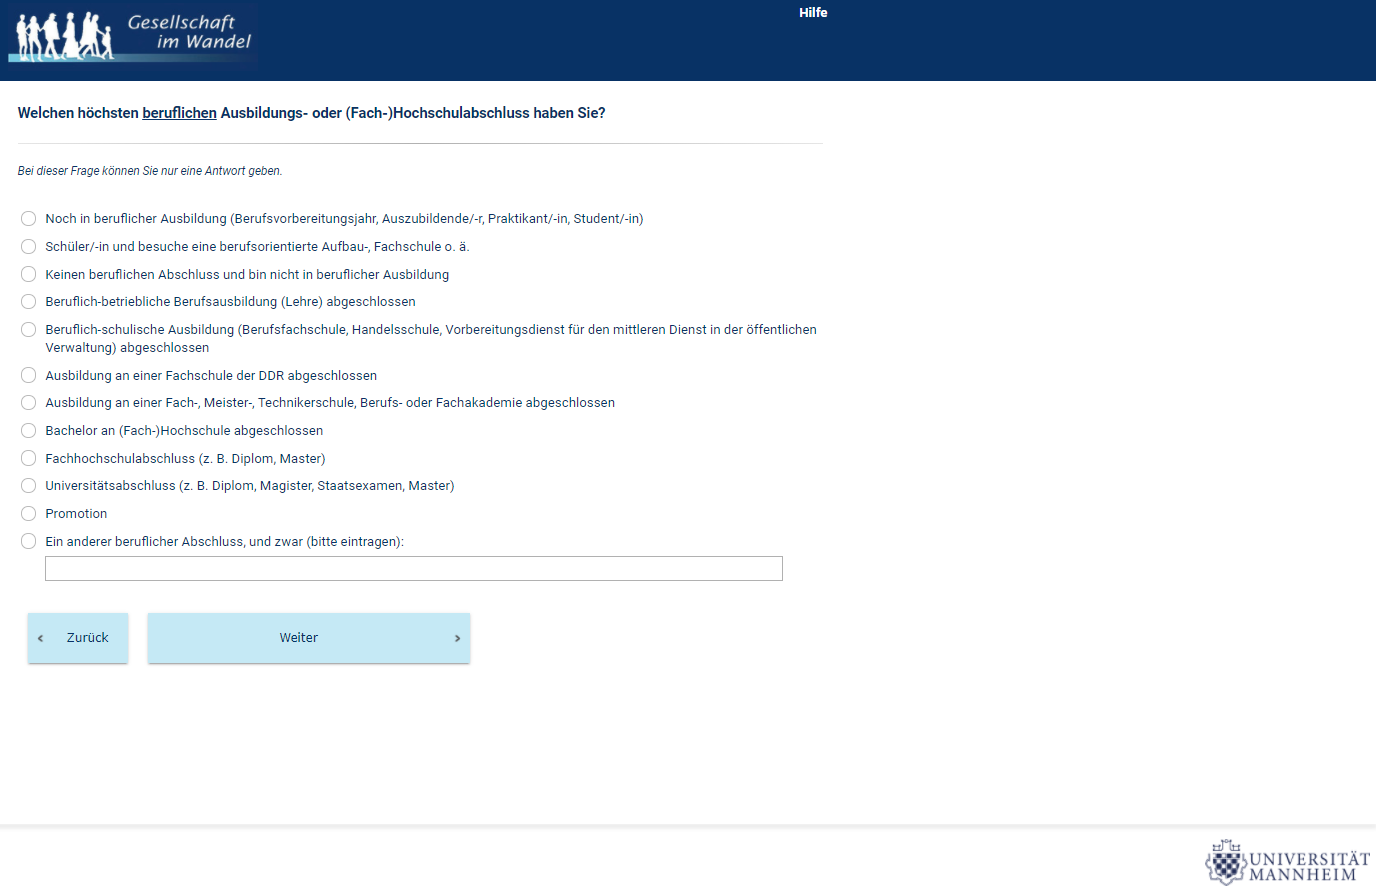 Gesellschaft
im Wandel
Hilfe
Welchen höchsten beruflichen Ausbildungs- oder (Fach-)Hochschulabschluss haben Sie?
Bei dieser Frage können Sie nur eine Antwort geben.
Noch in beruflicher Ausbildung (Berufsvorbereitungsjahr, Auszubildende/-r, Praktikant/-in, Student/-in)
Schüler/-in und besuche eine berufsorientierte Aufbau-, Fachschule o. ä.
Keinen beruflichen Abschluss und bin nicht in beruflicher Ausbildung
Beruflich-betriebliche Berufsausbildung (Lehre) abgeschlossen
Beruflich-schulische Ausbildung (Berufsfachschule, Handelsschule, Vorbereitungsdienst für den mittleren Dienst in der öffentlichen
Verwaltung) abgeschlossen
Ausbildung an einer Fachschule der DDR abgeschlossen
Ausbildung an einer Fach-, Meister-, Technikerschule, Berufs- oder Fachakademie abgeschlossen
Bachelor an (Fach-)Hochschule abgeschlossen
Fachhochschulabschluss (z. B. Diplom, Master)
Universitätsabschluss (z. B. Diplom, Magister, Staatsexamen, Master)
Promotion
Ein anderer beruflicher Abschluss, und zwar (bitte eintragen):
‹ Zurück
Weiter ›
UNIVERSITÄT
MANNHEIM